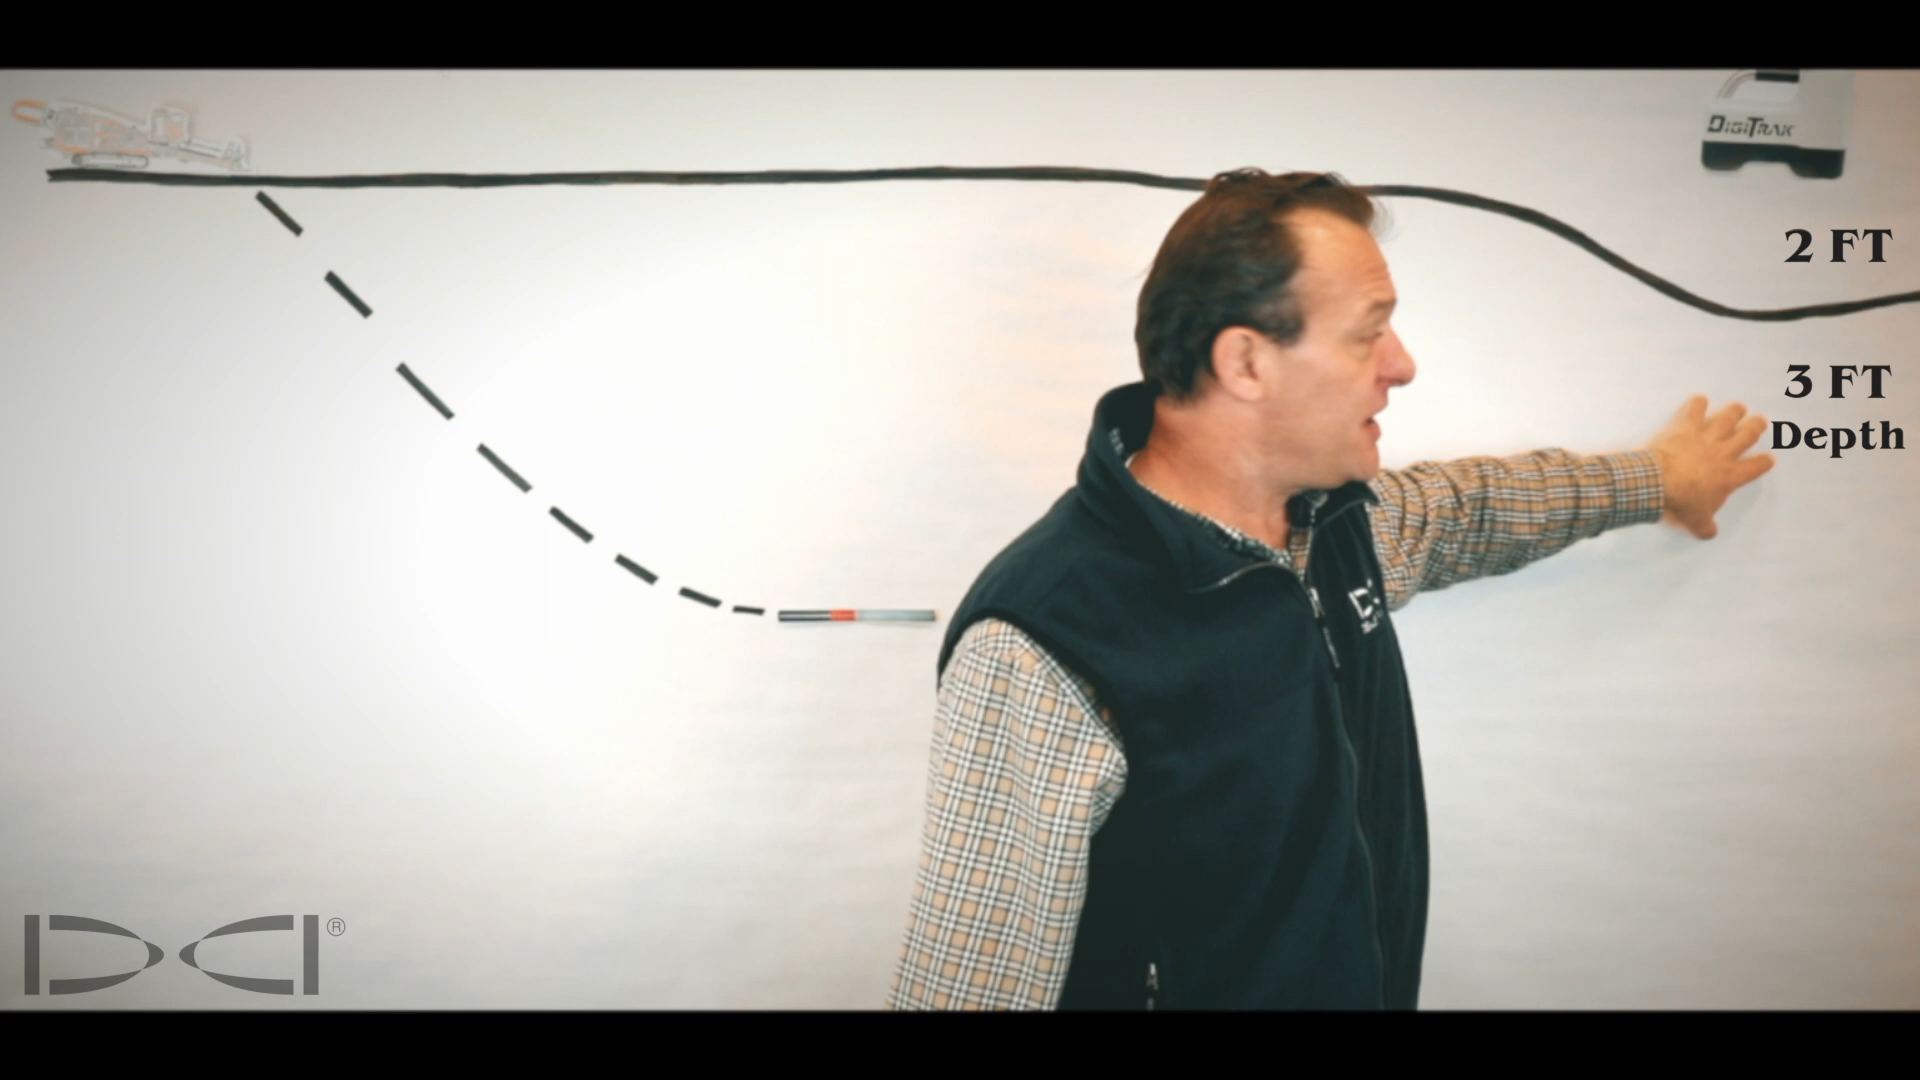 DIGITRAK
2 FT
3 FT
Depth
DCI®